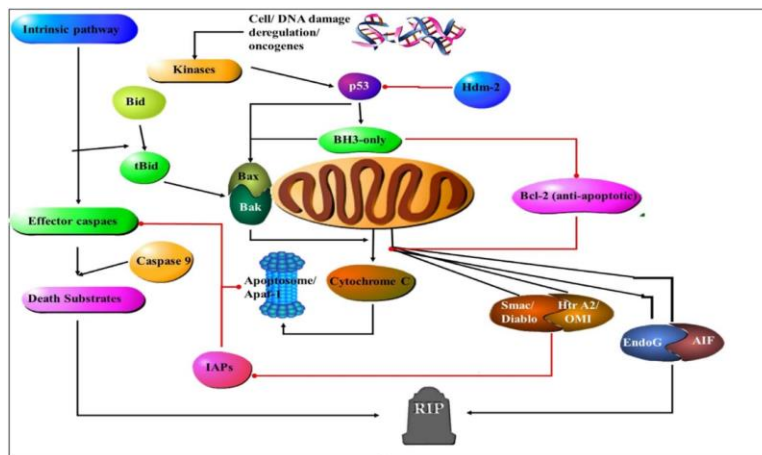 Intrinsic pathway
Cell/ DNA damage
deregulation/
oncogenes
Kinases
p53
Hdm-2
Bid
BH3-only
tBid
Bax
Bak
Bcl-2 (anti-apoptotic)
Effector caspaes
Caspase 9
Apoptosome/
Apaf-1
Cytochrome C
Death Substrates
Smac/
Diablo
Htr A2/
OMI
EndoG
AIF
IAPs
RIP